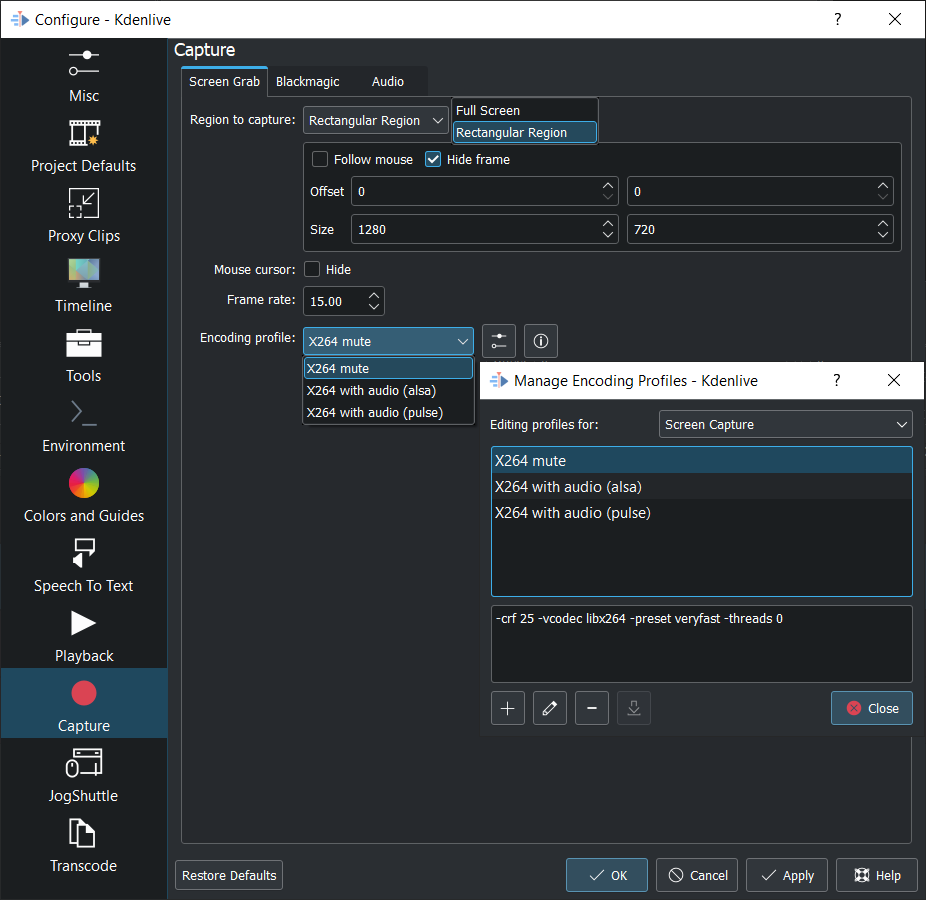 Configure - Kdenlive
?
Misc
Project Defaults
Proxy Clips
Timeline
Tools
Environment
Colors and Guides
Speech To Text
Playback
Capture
JogShuttle
Transcode
Capture
Screen Grab Blackmagic Audio
Region to capture: Rectangular Region
Full Screen
Rectangular Region
Follow mouse Hide frame
Offset 0 0
Size 1280 720
Mouse cursor: Hide
Frame rate: 15.00
Encoding profile: X264 mute
X264 mute
X264 with audio (alsa)
X264 with audio (pulse)
Manage Encoding Profiles - Kdenlive
?
Editing profiles for: Screen Capture
X264 mute
X264 with audio (alsa)
X264 with audio (pulse)
-crf 25 -vcodec libx264 -preset veryfast -threads 0
Close
Restore Defaults OK Cancel Apply Help